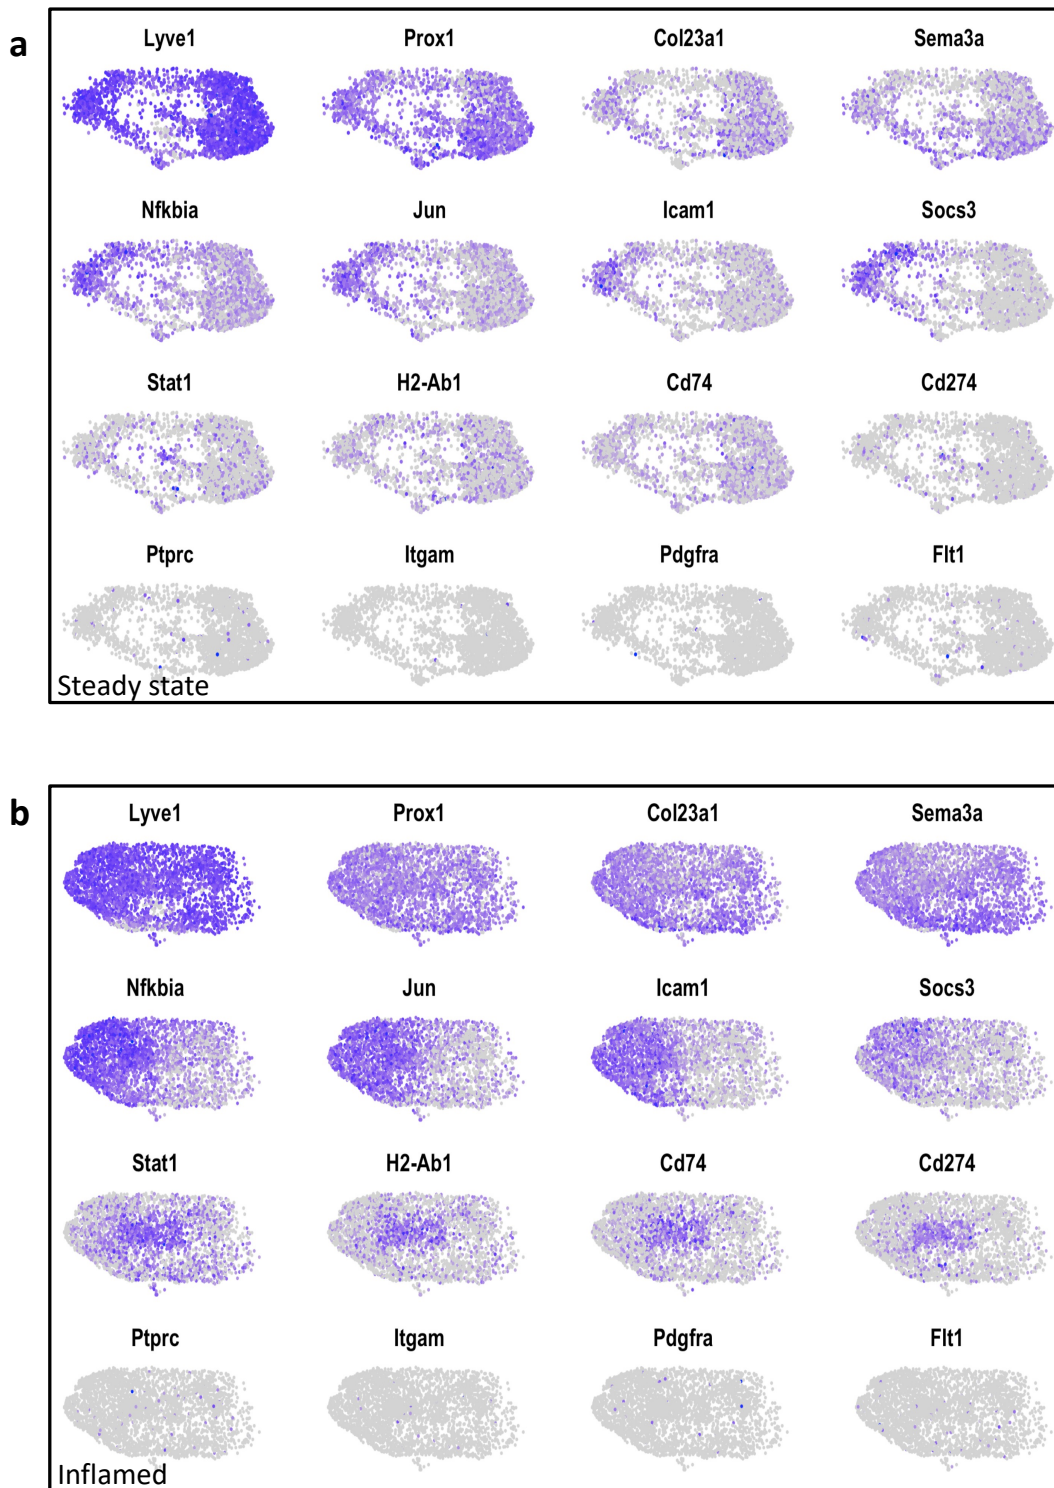 a
Lyve1 Prox1 Col23a1 Sema3a
Nfkbia Jun Icam1 Socs3
Stat1 H2-Ab1 Cd74 Cd274
Ptprc Itgam Pdgfra Flt1
Steady state
b
Lyve1 Prox1 Col23a1 Sema3a
Nfkbia Jun Icam1 Socs3
Stat1 H2-Ab1 Cd74 Cd274
Ptprc Itgam Pdgfra Flt1
Inflamed